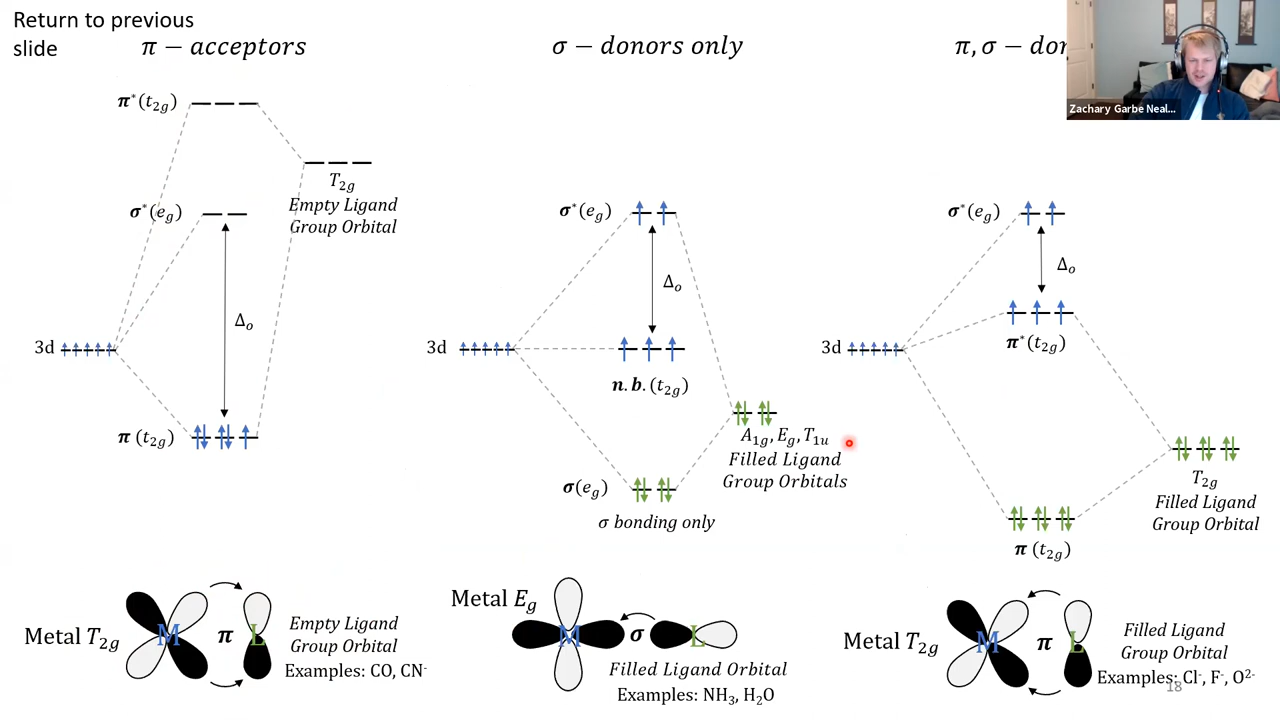 Return to previous
slide
π − acceptors
σ − donors only
π, σ −
Zachary Garbe Neal...
π*(t2g)
T2g
Empty Ligand
Group Orbital
σ*(eg)
Δo
3d
π (t2g)
σ*(eg)
Δo
3d
n. b. (t2g)
A1g, Eg, T1u
Filled Ligand
Group Orbitals
σ(eg)
σ bonding only
σ*(eg)
Δo
3d
π*(t2g)
T2g
Filled Ligand
Group Orbital
π (t2g)
Metal T2g
M
π
L
Empty Ligand
Group Orbital
Examples: CO, CN-
Metal Eg
M
σ
L
Filled Ligand Orbital
Examples: NH3, H2O
Metal T2g
M
π
L
Filled Ligand
Group Orbital
Examples: Cl-, F-, O2-
18